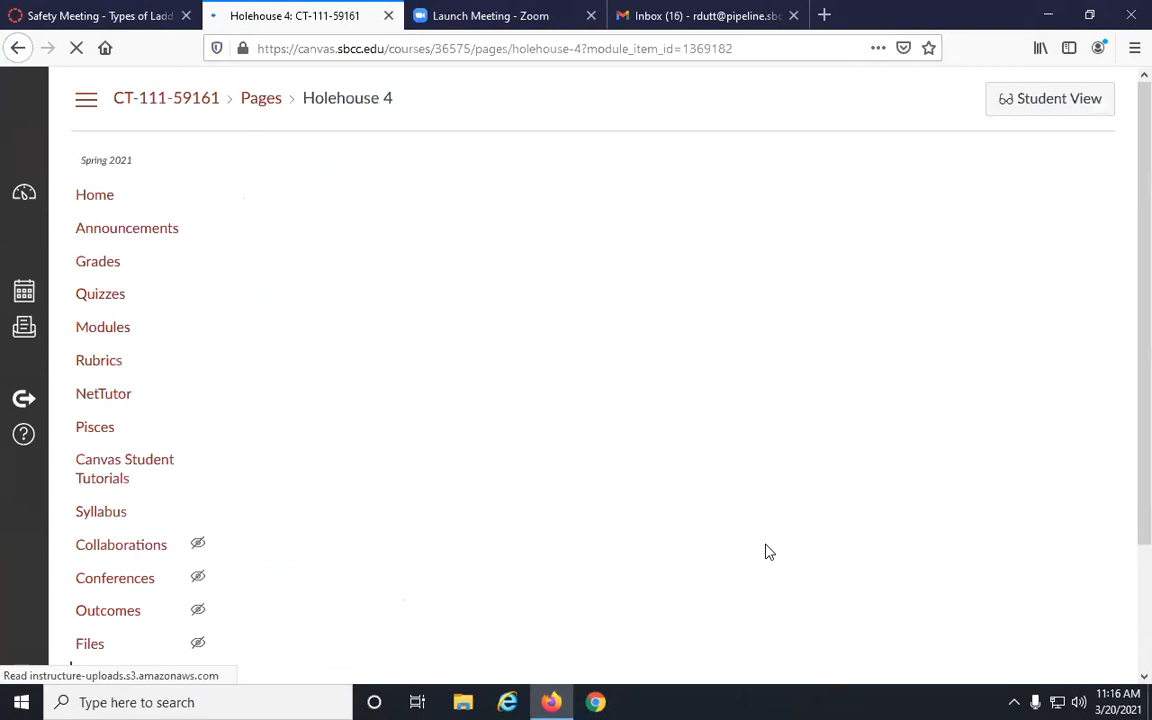 Safety Meeting - Types of Ladd
Holehouse 4: CT-111-59161
Launch Meeting - Zoom
Inbox (16) - rdutt@pipeline.sbc
https://canvas.sbcc.edu/courses/36575/pages/holehouse-4?module_item_id=1369182
CT-111-59161 > Pages > Holehouse 4
Student View
Spring 2021
Home
Announcements
Grades
Quizzes
Modules
Rubrics
NetTutor
Pisces
Canvas Student
Tutorials
Syllabus
Collaborations
Conferences
Outcomes
Files
Read instructure-uploads.s3.amazonaws.com
Type here to search
11:16 AM
3/20/2021